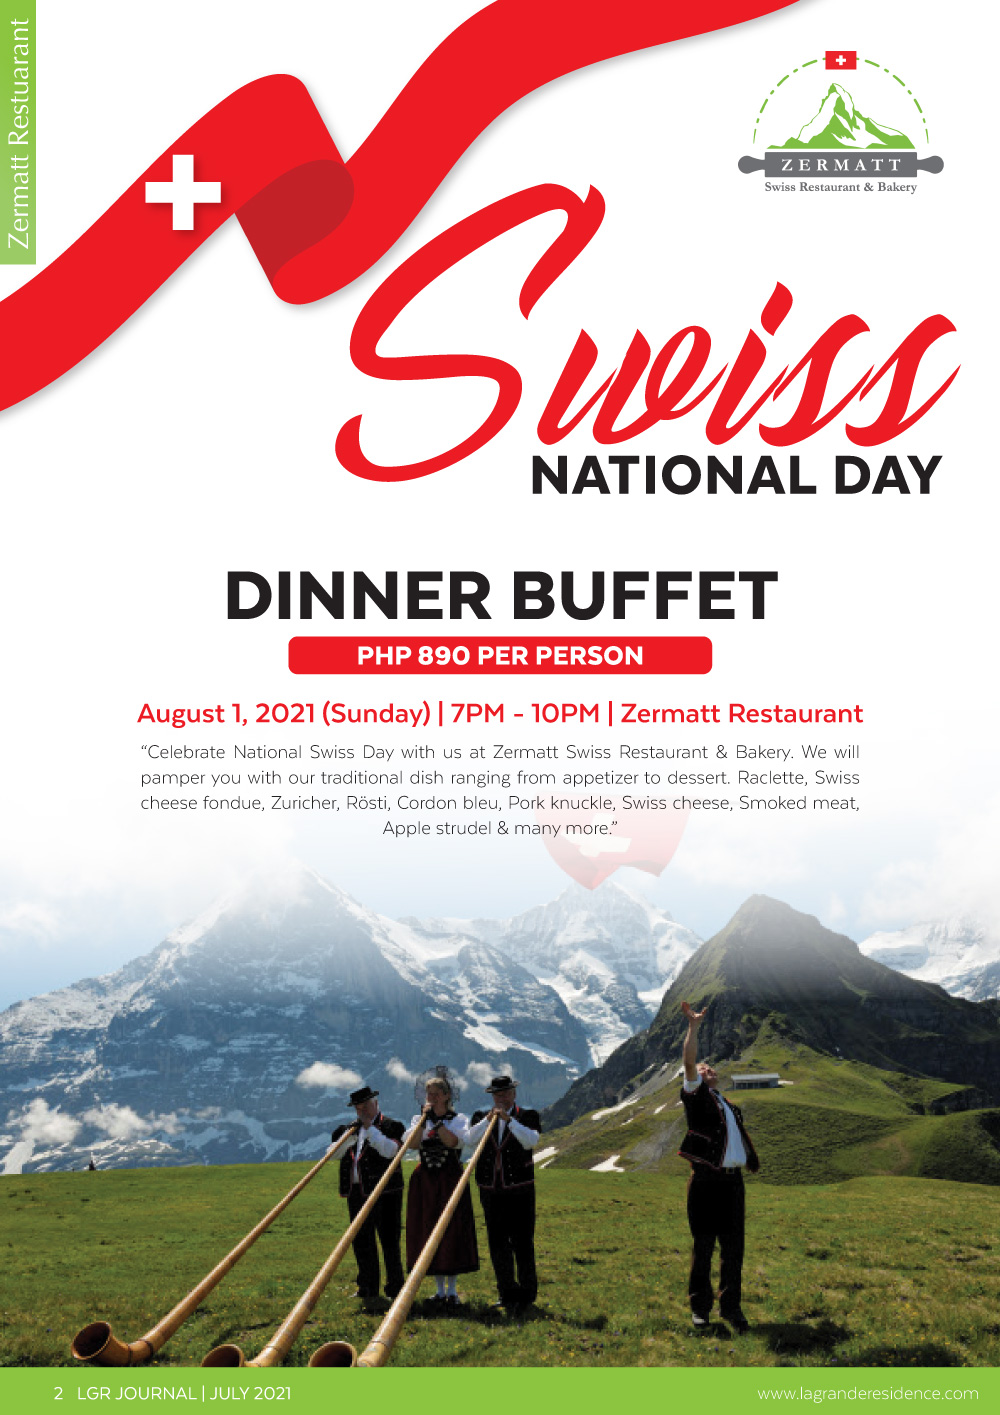 Zermatt Restuarant
ZERMATT
Swiss Restaurant & Bakery
Swiss
NATIONAL DAY
DINNER BUFFET
PHP 890 PER PERSON
August 1, 2021 (Sunday) | 7PM - 10PM | Zermatt Restaurant
“Celebrate National Swiss Day with us at Zermatt Swiss Restaurant & Bakery. We will
pamper you with our traditional dish ranging from appetizer to dessert. Raclette, Swiss
cheese fondue, Zuricher, Rösti, Cordon bleu, Pork knuckle, Swiss cheese, Smoked meat,
Apple strudel & many more.”
2 LGR JOURNAL | JULY 2021
www.lagranderesidence.com